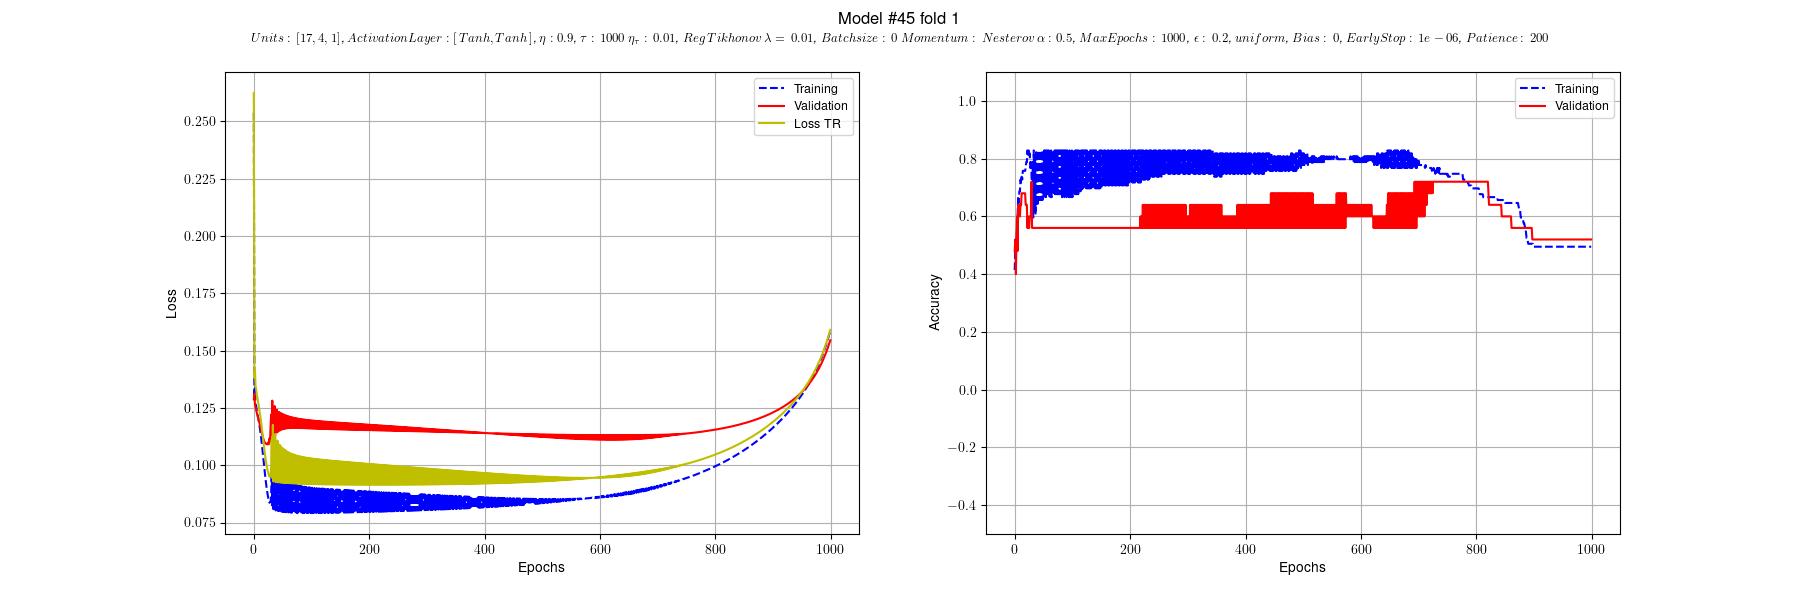 Model #45 fold 1
Units : [17, 4, 1], ActivationLayer : [Tanh, Tanh], η : 0.9, τ : 1000 ητ : 0.01, RegTikhonov λ = 0.01, Batchsize : 0 Momentum : Nesterov α : 0.5, MaxEpochs : 1000, ϵ : 0.2, uniform, Bias : 0, EarlyStop : 1e − 06, Patience : 200
Training
Validation
Loss TR
0.250
0.225
0.200
0.175
0.150
0.125
0.100
0.075
Loss
0 200 400 600 800 1000
Epochs
Training
Validation
1.0
0.8
0.6
0.4
0.2
0.0
−0.2
−0.4
Accuracy
0 200 400 600 800 1000
Epochs